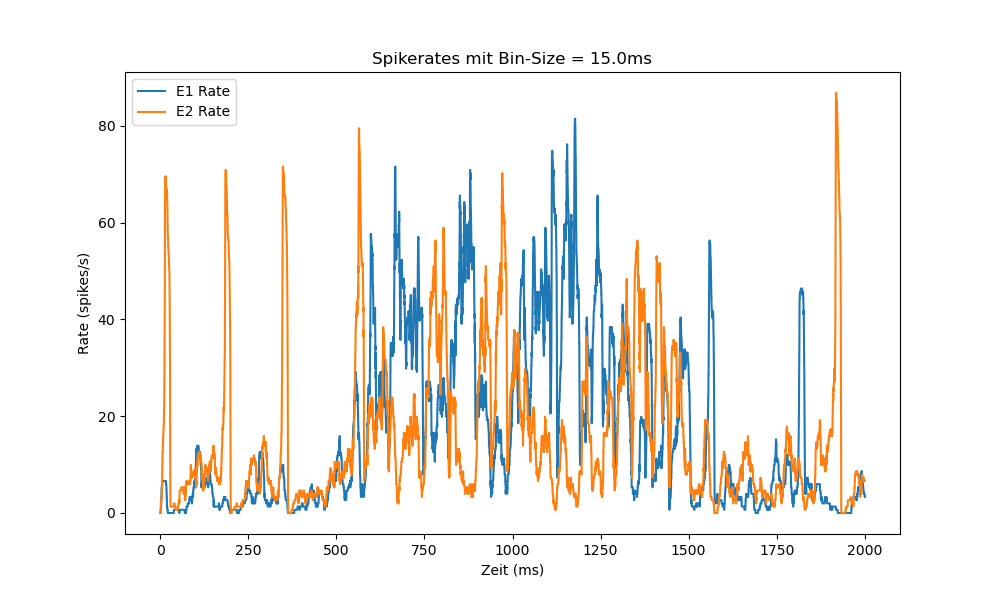 Spikerates mit Bin-Size = 15.0ms
E1 Rate
E2 Rate
80
60
40
20
0
Rate (spikes/s)
0 250 500 750 1000 1250 1500 1750 2000
Zeit (ms)